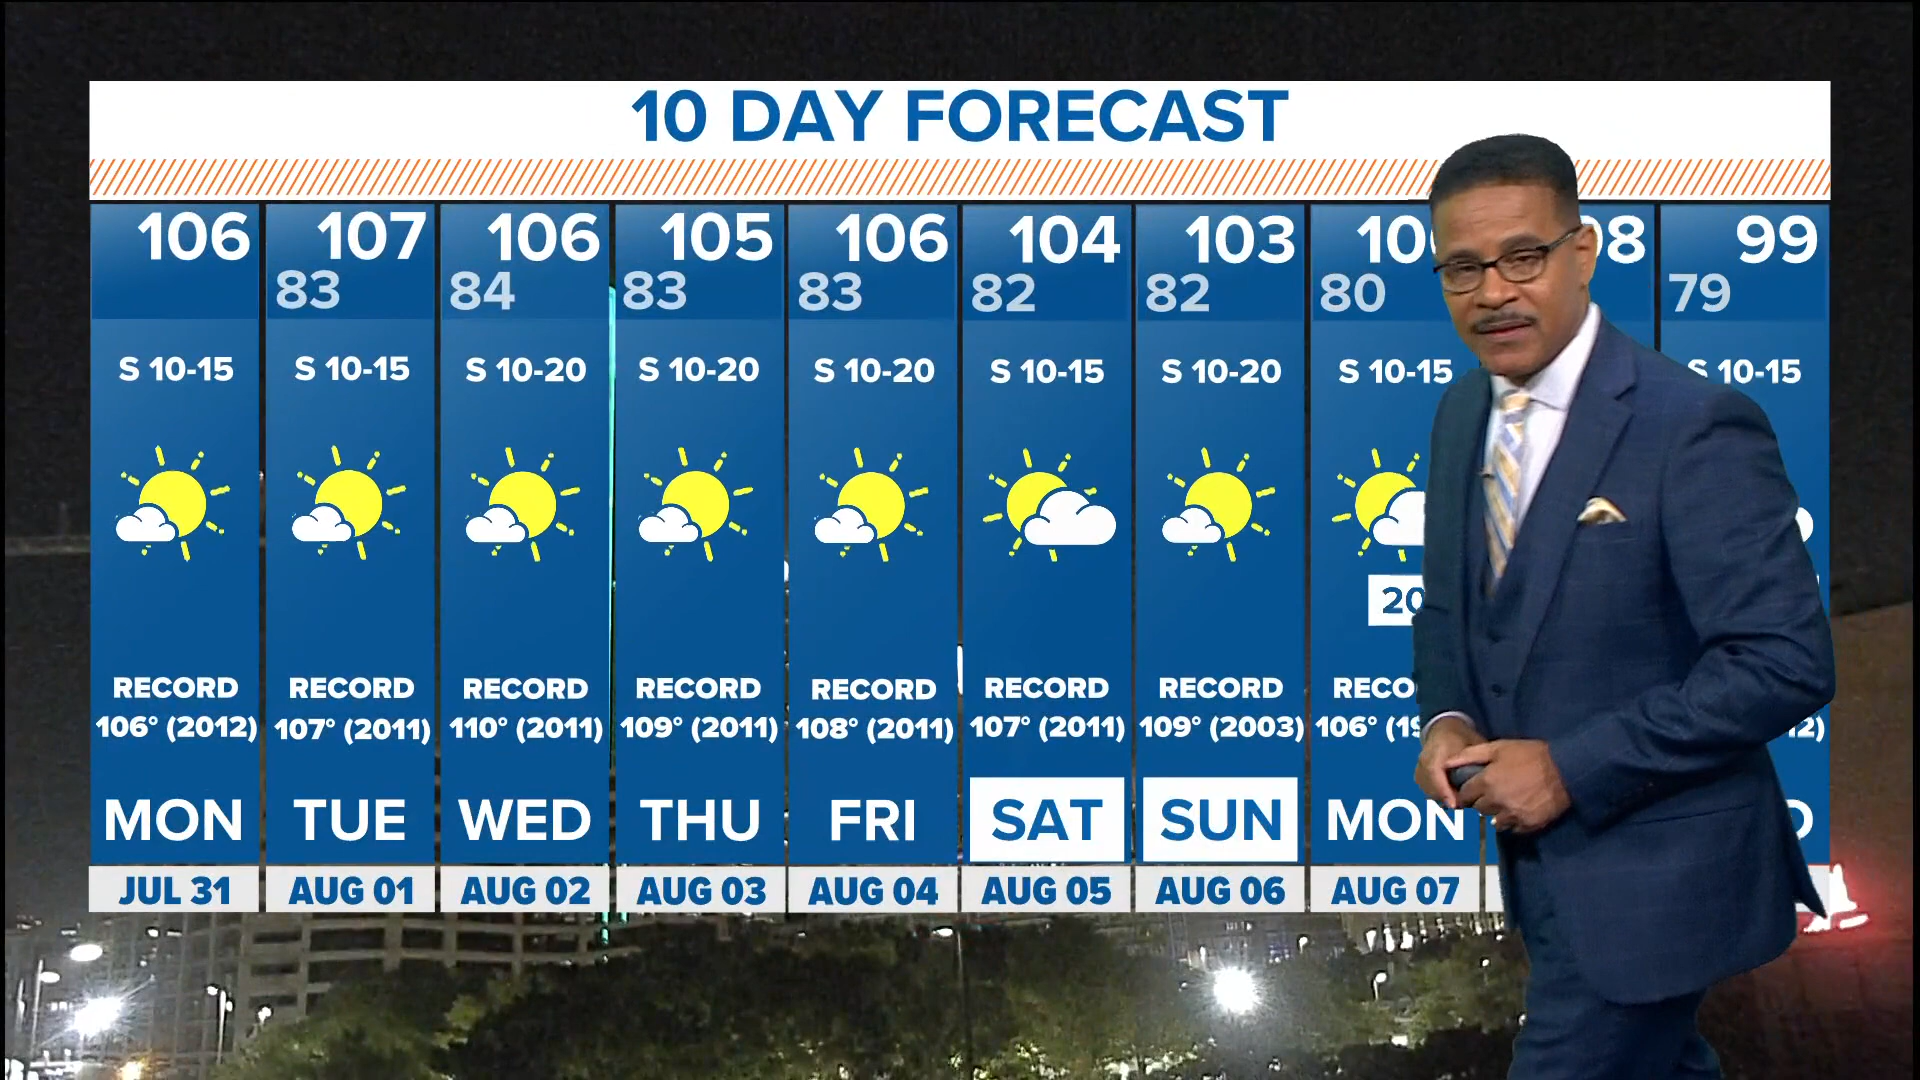 10 DAY FORECAST
106 107 106 105 106 104 103 99
83 84 83 83 82 82 80 79
S 10-15 S 10-15 S 10-20 S 10-20 S 10-20 S 10-15 S 10-20 S 10-15 S 10-15
RECORD RECORD RECORD RECORD RECORD RECORD RECORD
106° (2012) 107° (2011) 110° (2011) 109° (2011) 108° (2011) 107° (2011) 109° (2003) 106°
MON TUE WED THU FRI SAT SUN MON
JUL 31 AUG 01 AUG 02 AUG 03 AUG 04 AUG 05 AUG 06 AUG 07